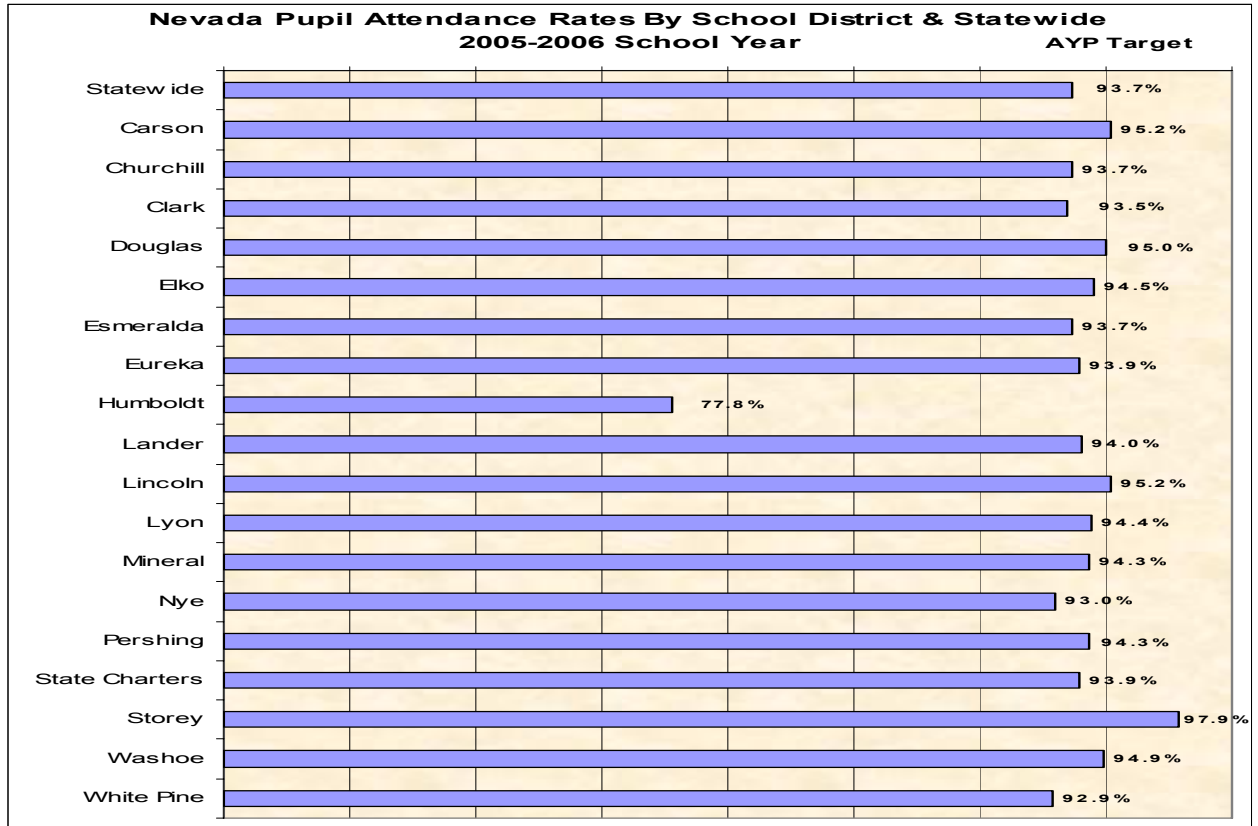 Nevada Pupil Attendance Rates By School District & Statewide
2005-2006 School Year
AYP Target
Statewide 93.7%
Carson 95.2%
Churchill 93.7%
Clark 93.5%
Douglas 95.0%
Elko 94.5%
Esmeralda 93.7%
Eureka 93.9%
Humboldt 77.8%
Lander 94.0%
Lincoln 95.2%
Lyon 94.4%
Mineral 94.3%
Nye 93.0%
Pershing 94.3%
State Charters 93.9%
Storey 97.9%
Washoe 94.9%
White Pine 92.9%